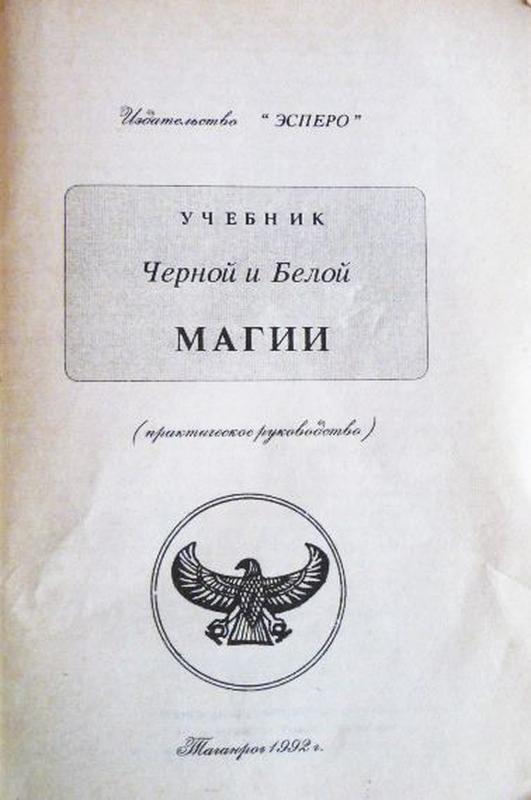 Издательство "ЭСПЕРО"
УЧЕБНИК
Черной и Белой
МАГИИ
(практическое руководство)
Таганрог 1992 г.